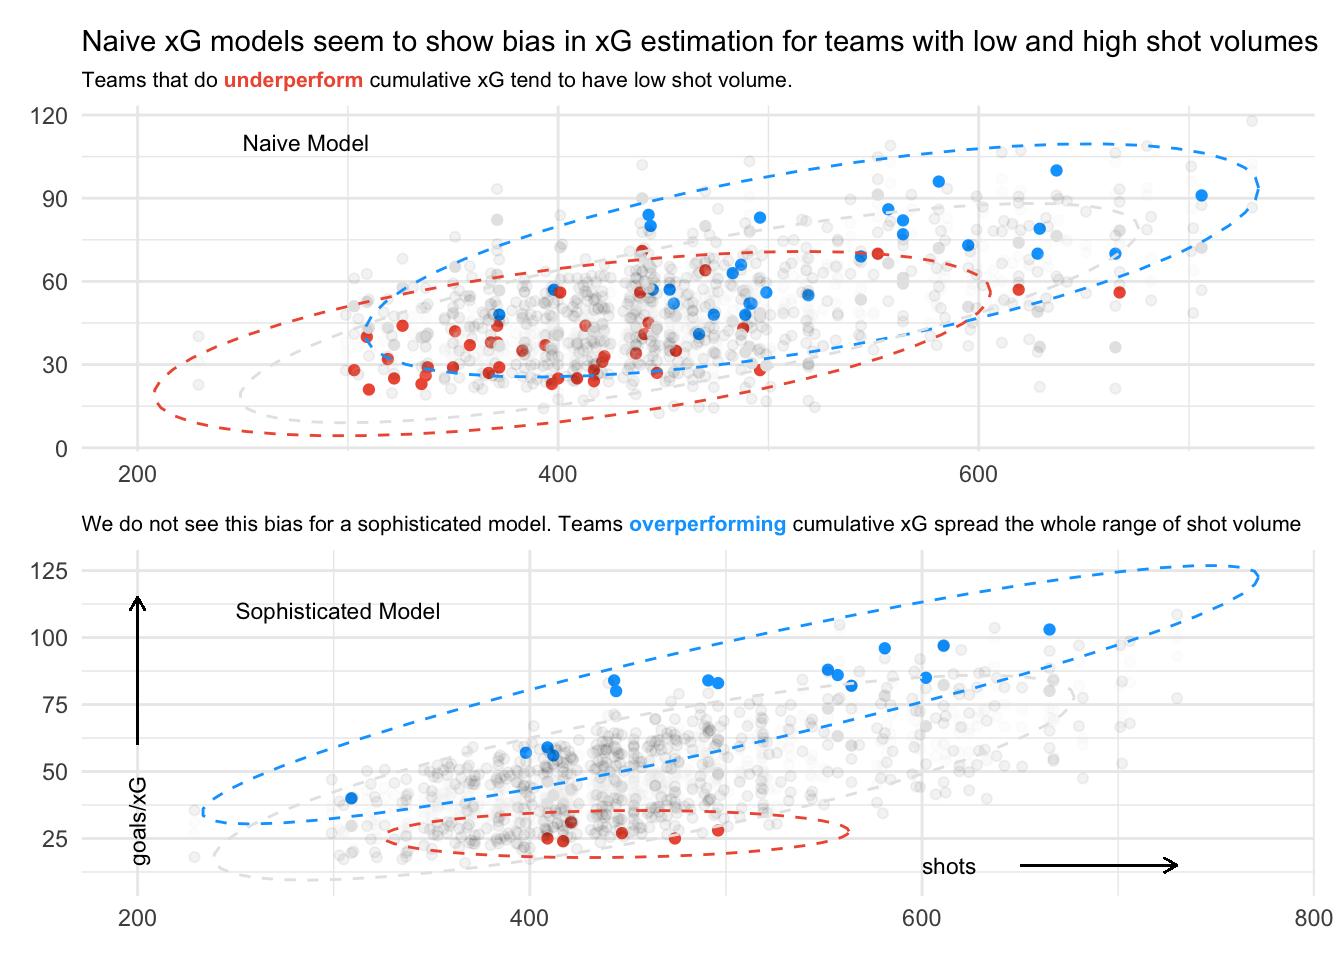 Naive xG models seem to show bias in xG estimation for teams with low and high shot volumes
Teams that do underperform cumulative xG tend to have low shot volume.
120
90
60
30
0
Naive Model
200
400
600
We do not see this bias for a sophisticated model. Teams overperforming cumulative xG spread the whole range of shot volume
125
100
75
50
25
Sophisticated Model
goals/xG
shots
200
400
600
800